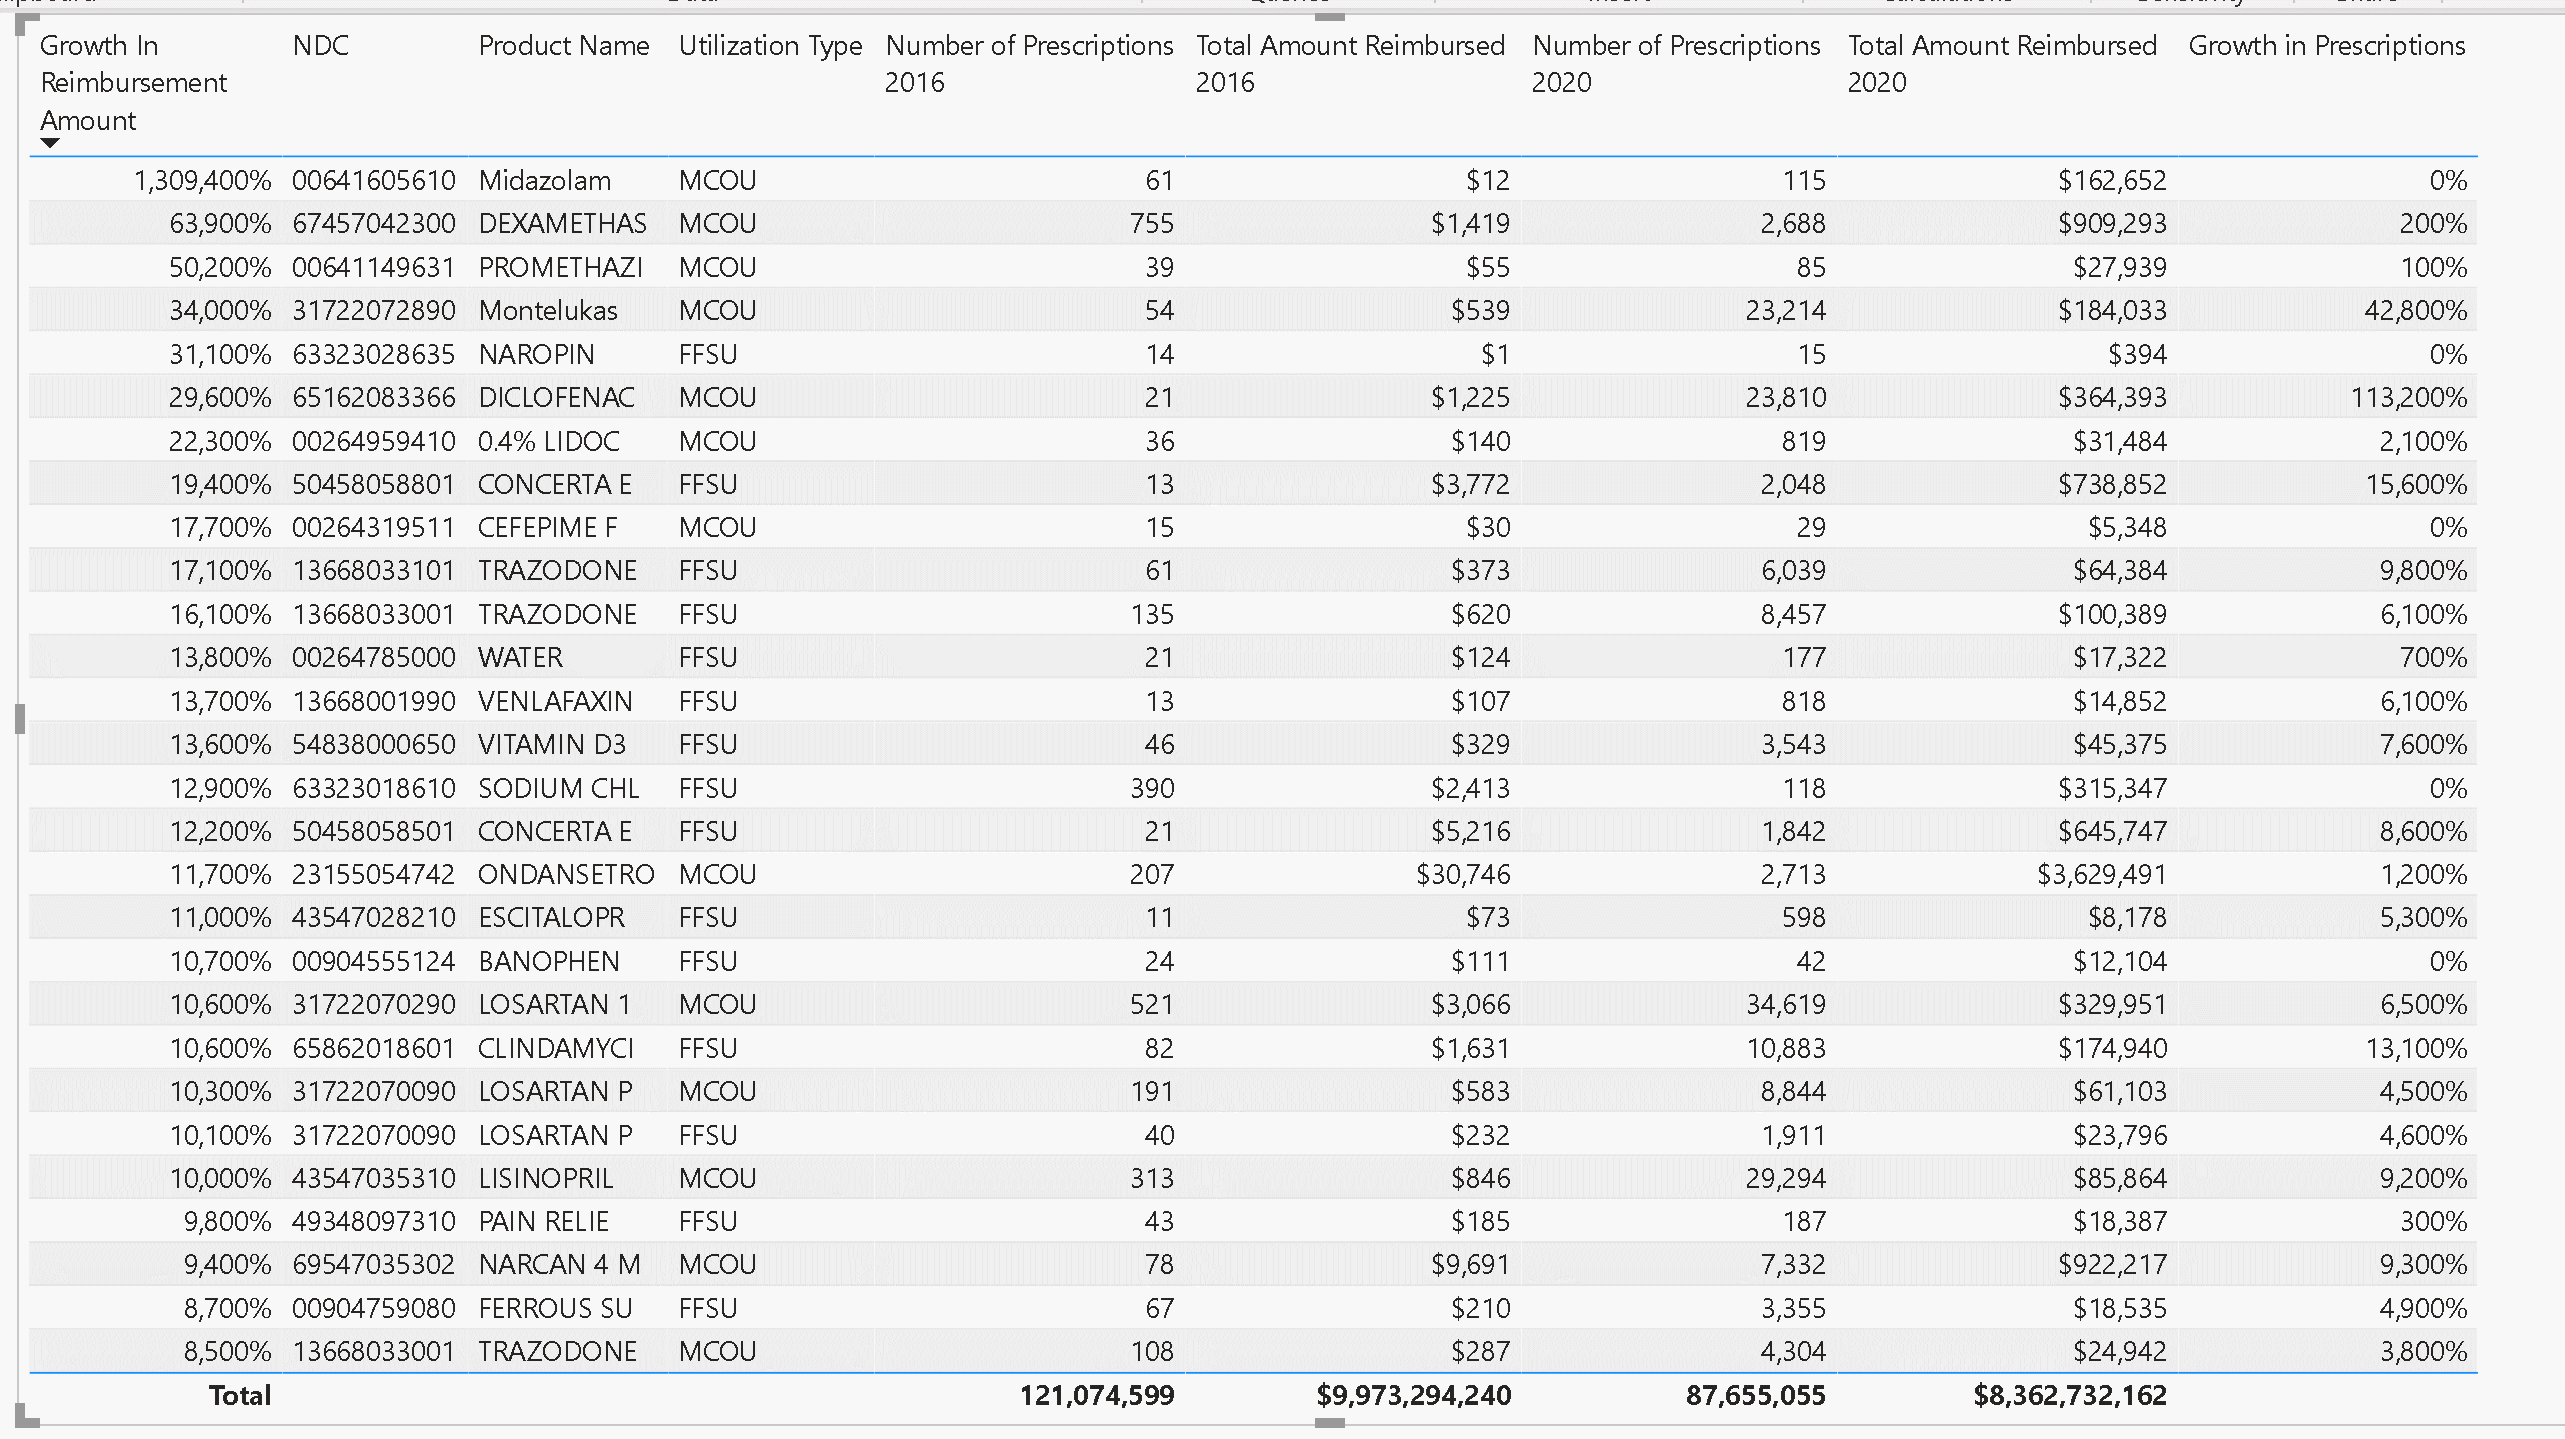 Growth In Reimbursement Amount NDC Product Name Utilization Type Number of Prescriptions 2016 Total Amount Reimbursed 2016 Number of Prescriptions 2020 Total Amount Reimbursed 2020 Growth in Prescriptions
1,309,400% 00641605610 Midazolam MCOU 61 $12 115 $162,652 0%
63,900% 67457042300 DEXAMETHAS MCOU 755 $1,419 2,688 $909,293 200%
50,200% 00641149631 PROMETHAZI MCOU 39 $55 85 $27,939 100%
34,000% 31722072890 Montelukas MCOU 54 $539 23,214 $184,033 42,800%
31,100% 63323028635 NAROPIN FFSU 14 $1 15 $394 0%
29,600% 65162083366 DICLOFENAC MCOU 21 $1,225 23,810 $364,393 113,200%
22,300% 00264959410 0.4% LIDOC MCOU 36 $140 819 $31,484 2,100%
19,400% 50458058801 CONCERTA E FFSU 13 $3,772 2,048 $738,852 15,600%
17,700% 00264319511 CEFEPIME F MCOU 15 $30 29 $5,348 0%
17,100% 13668033101 TRAZODONE FFSU 61 $373 6,039 $64,384 9,800%
16,100% 13668033001 TRAZODONE FFSU 135 $620 8,457 $100,389 6,100%
13,800% 00264785000 WATER FFSU 21 $124 177 $17,322 700%
13,700% 13668001990 VENLAFAXIN FFSU 13 $107 818 $14,852 6,100%
13,600% 54838000650 VITAMIN D3 FFSU 46 $329 3,543 $45,375 7,600%
12,900% 63323018610 SODIUM CHL FFSU 390 $2,413 118 $315,347 0%
12,200% 50458058501 CONCERTA E FFSU 21 $5,216 1,842 $645,747 8,600%
11,700% 23155054742 ONDANSETRO MCOU 207 $30,746 2,713 $3,629,491 1,200%
11,000% 43547028210 ESCITALOPR FFSU 11 $73 598 $8,178 5,300%
10,700% 00904555124 BANOPHEN FFSU 24 $111 42 $12,104 0%
10,600% 31722070290 LOSARTAN 1 MCOU 521 $3,066 34,619 $329,951 6,500%
10,600% 65862018601 CLINDAMYCI FFSU 82 $1,631 10,883 $174,940 13,100%
10,300% 31722070090 LOSARTAN P MCOU 191 $583 8,844 $61,103 4,500%
10,100% 31722070090 LOSARTAN P FFSU 40 $232 1,911 $23,796 4,600%
10,000% 43547035310 LISINOPRIL MCOU 313 $846 29,294 $85,864 9,200%
9,800% 49348097310 PAIN RELIE FFSU 43 $185 187 $18,387 300%
9,400% 69547035302 NARCAN 4 M MCOU 78 $9,691 7,332 $922,217 9,300%
8,700% 00904759080 FERROUS SU FFSU 67 $210 3,355 $18,535 4,900%
8,500% 13668033001 TRAZODONE MCOU 108 $287 4,304 $24,942 3,800%
Total 121,074,599 $9,973,294,240 87,655,055 $8,362,732,162